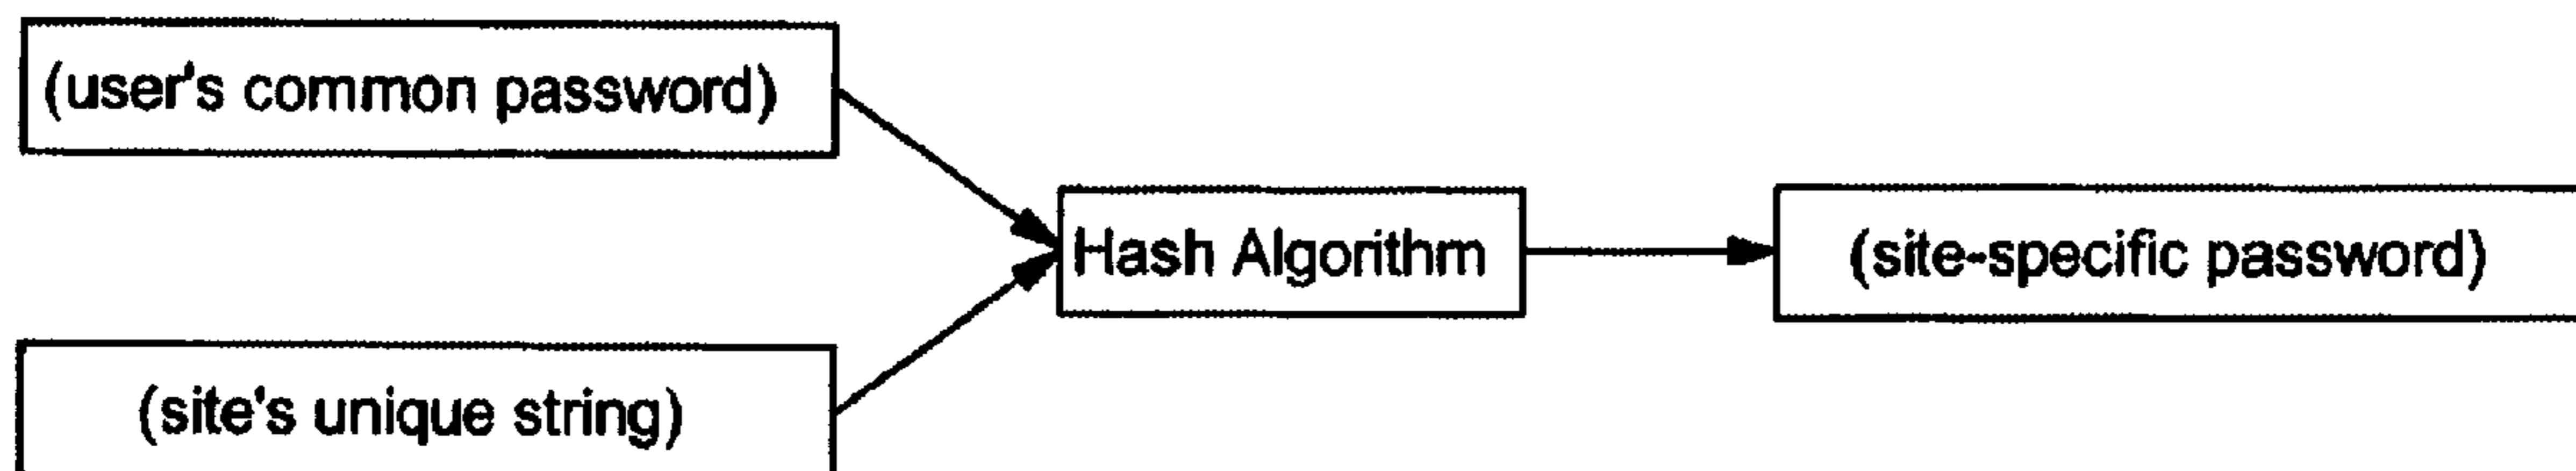 (user's common password)
Hash Algorithm
(site-specific password)
(site's unique string)